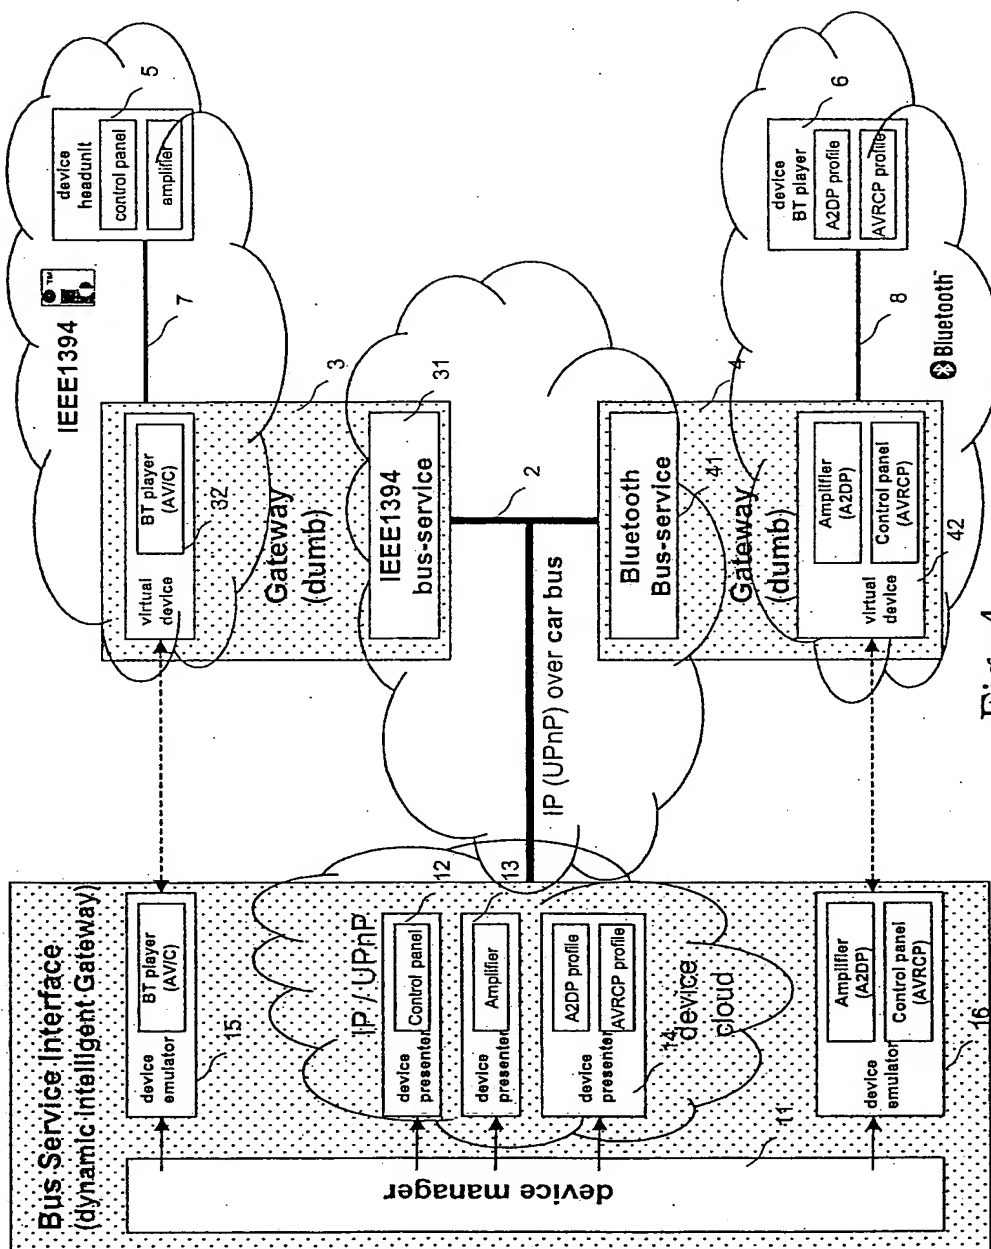 Bus Service Interface
(dynamic Intelligent Gateway)
device manager
11
device
emulator
BT player
(AV/C)
15
IP / UPnP
device
presenter
Control panel
12
device
presenter
Amplifier
13
device
presenter
A2DP profile
AVRCP profile
14
device
cloud
device
emulator
Amplifier
(A2DP)
Control panel
(AVRCP)
16
IP (UPnP) over car bus
2
virtual
device
BT player
(AV/C)
32
Gateway
(dumb)
3
IEEE1394
bus-service
31
Bluetooth
Bus-service
41
Gateway
(dumb)
4
virtual
device
Amplifier
(A2DP)
Control panel
(AVRCP)
42
IEEE1394
TM
7
device
headunit
control panel
amplifier
5
8
Bluetooth™
device
BT player
A2DP profile
AVRCP profile
6